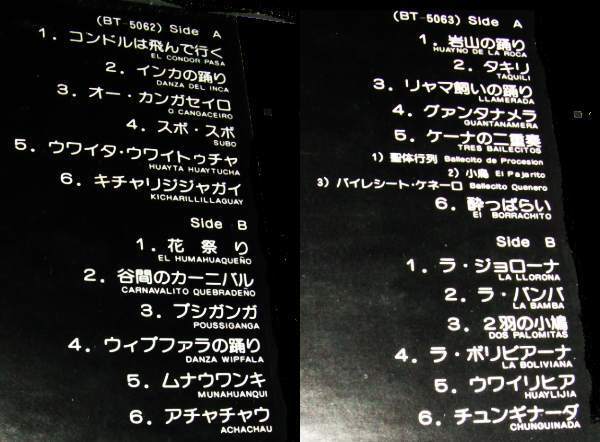 (BT-5062) Side A
1. コンドルは飛んで行く
EL CONDOR PASA
2. インカの踊り
DANZA DEL INCA
3. オー・カンガセイロ
O CANGACEIRO
4. スボ・スボ
SUBO
5. ウワイタ・ウワイトゥチャ
HUAYTA HUAYTUCHA
6. キチャリジジャガイ
KICHARILLILLAGUAY
Side B
1. 花祭り
EL HUMAHUAQUEÑO
2. 谷間のカーニバル
CARNAVALITO QUEBRADEÑO
3. プシガンガ
POUSSIGANGA
4. ウィプファラの踊り
DANZA WIPFALA
5. ムナウワンキ
MUNAHUANQUI
6. アチャチャウ
ACHACHAU
(BT-5063) Side A
1. 岩山の踊り
HUAYNO DE LA ROCA
2. タキリ
TAQUILI
3. リャマ飼いの踊り
LLAMERADA
4. グァンタナメラ
GUANTANAMERA
5. ケーナの二重奏
TRES BAILECITOS
1) 聖体行列 Ballecito de Procesion
2) 小鳥 El Pajarito
3) バイレシート・ケネーロ Ballecito Quenero
6. 酔っぱらい
El BORRACHITO
Side B
1. ラ・ジョローナ
LA LLORONA
2. ラ・バンバ
LA BAMBA
3. 2羽の小鳩
DOS PALOMITAS
4. ラ・ボリビアーナ
LA BOLIVIANA
5. ウワイリヒア
HUAYLIJIA
6. チュンギナーダ
CHUNGUINADA